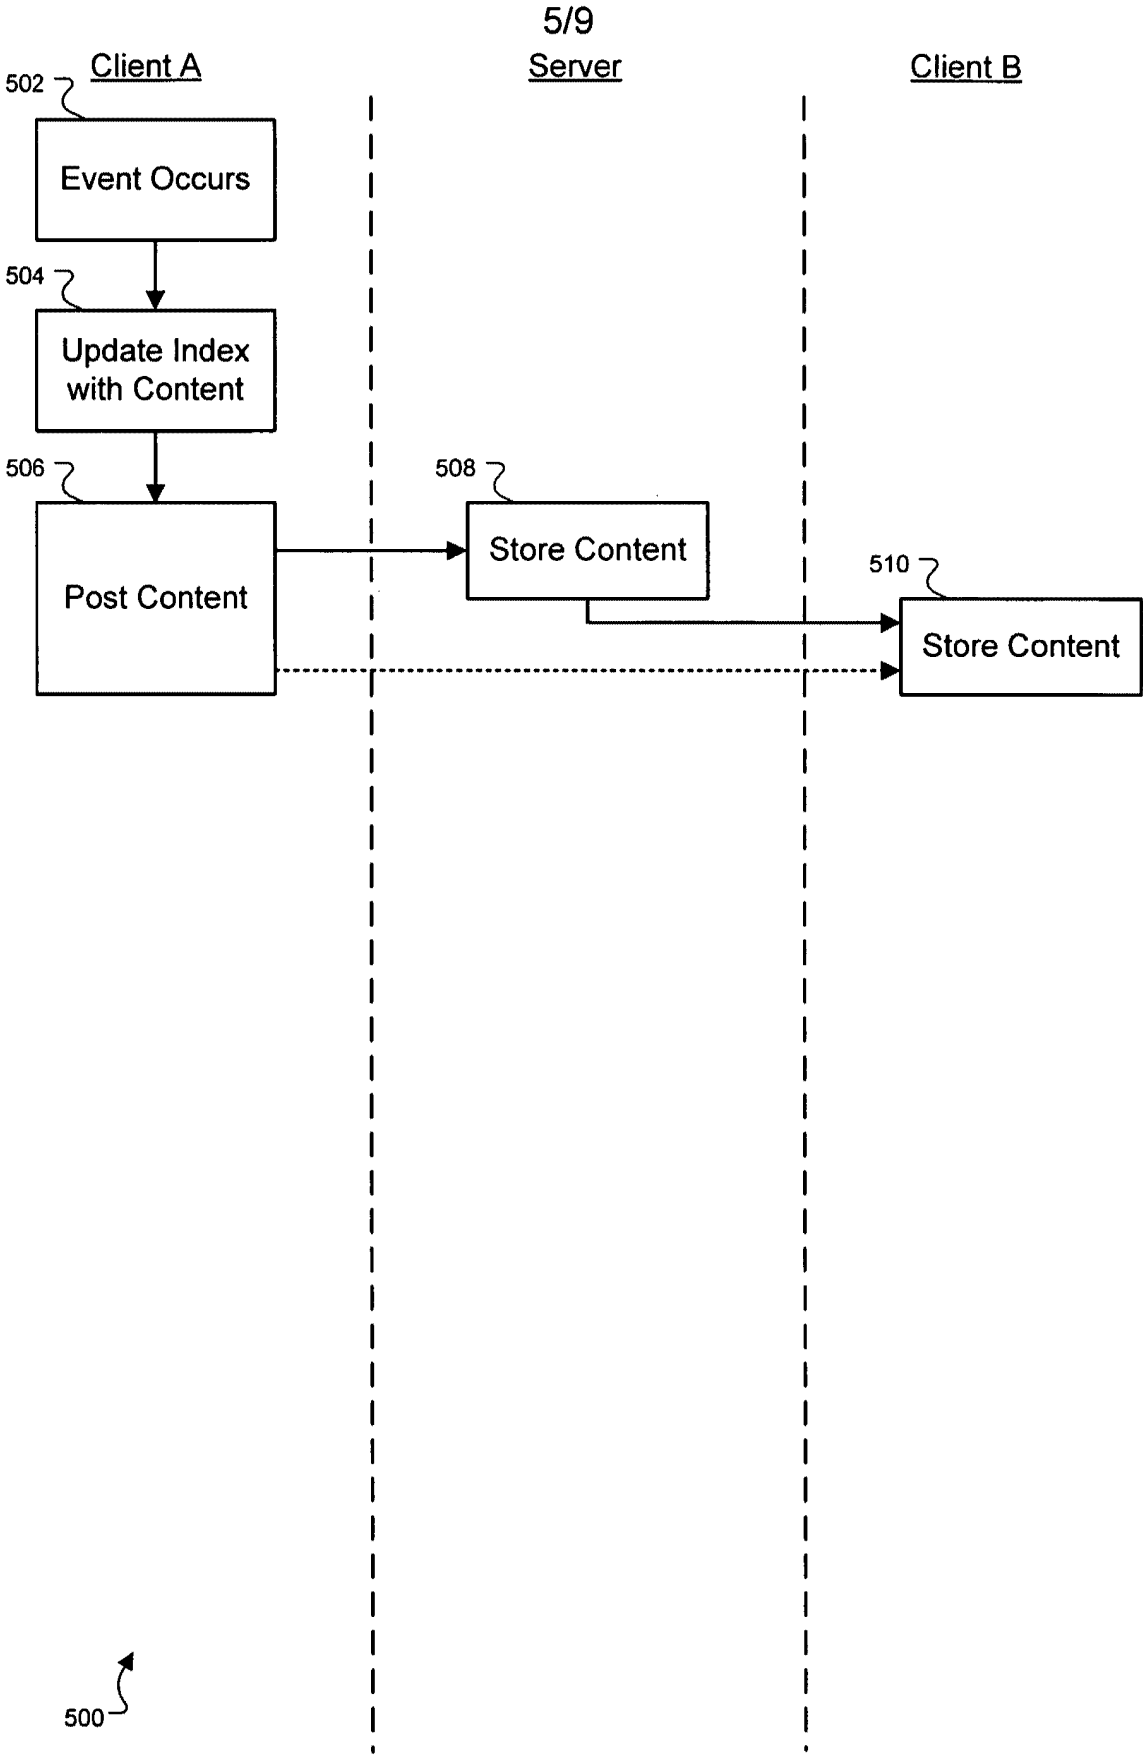 5/9
Client A
Server
Client B
502
Event Occurs
504
Update Index
with Content
506
Post Content
508
Store Content
510
Store Content
500